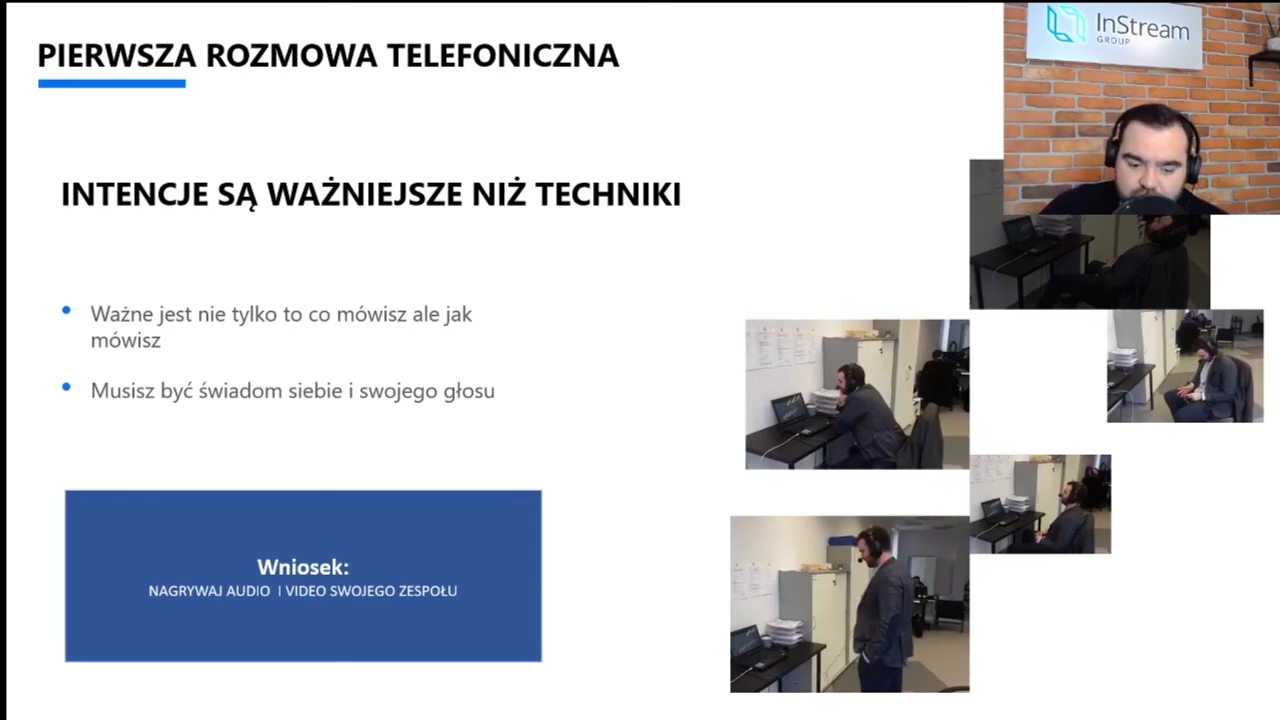 PIERWSZA ROZMOWA TELEFONICZNA
InStream
GROUP
INTENCJE SĄ WAŻNIEJSZE NIŻ TECHNIKI
Ważne jest nie tylko to co mówisz ale jak
mówisz
Musisz być świadom siebie i swojego głosu
Wniosek:
NAGRYWAJ AUDIO I VIDEO SWOJEGO ZESPOŁU